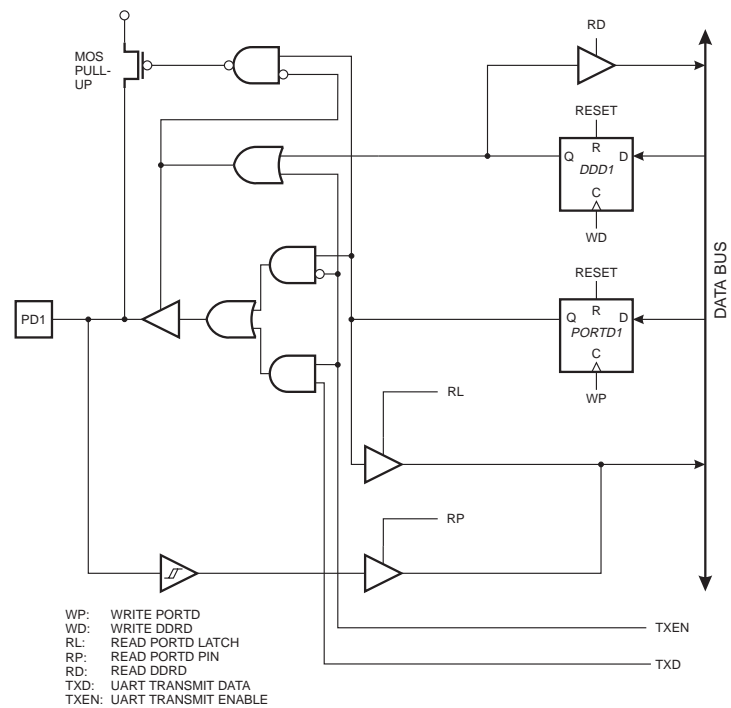 RD
MOS
PULL-
UP
RESET
R
Q
D
DDD1
C
WD
RESET
R
Q
D
PORTD1
C
WP
DATA BUS
PD1
RL
RP
WP: WRITE PORTD
WD: WRITE DDRD
RL: READ PORTD LATCH
RP: READ PORTD PIN
RD: READ DDRD
TXD: UART TRANSMIT DATA
TXEN: UART TRANSMIT ENABLE
TXEN
TXD